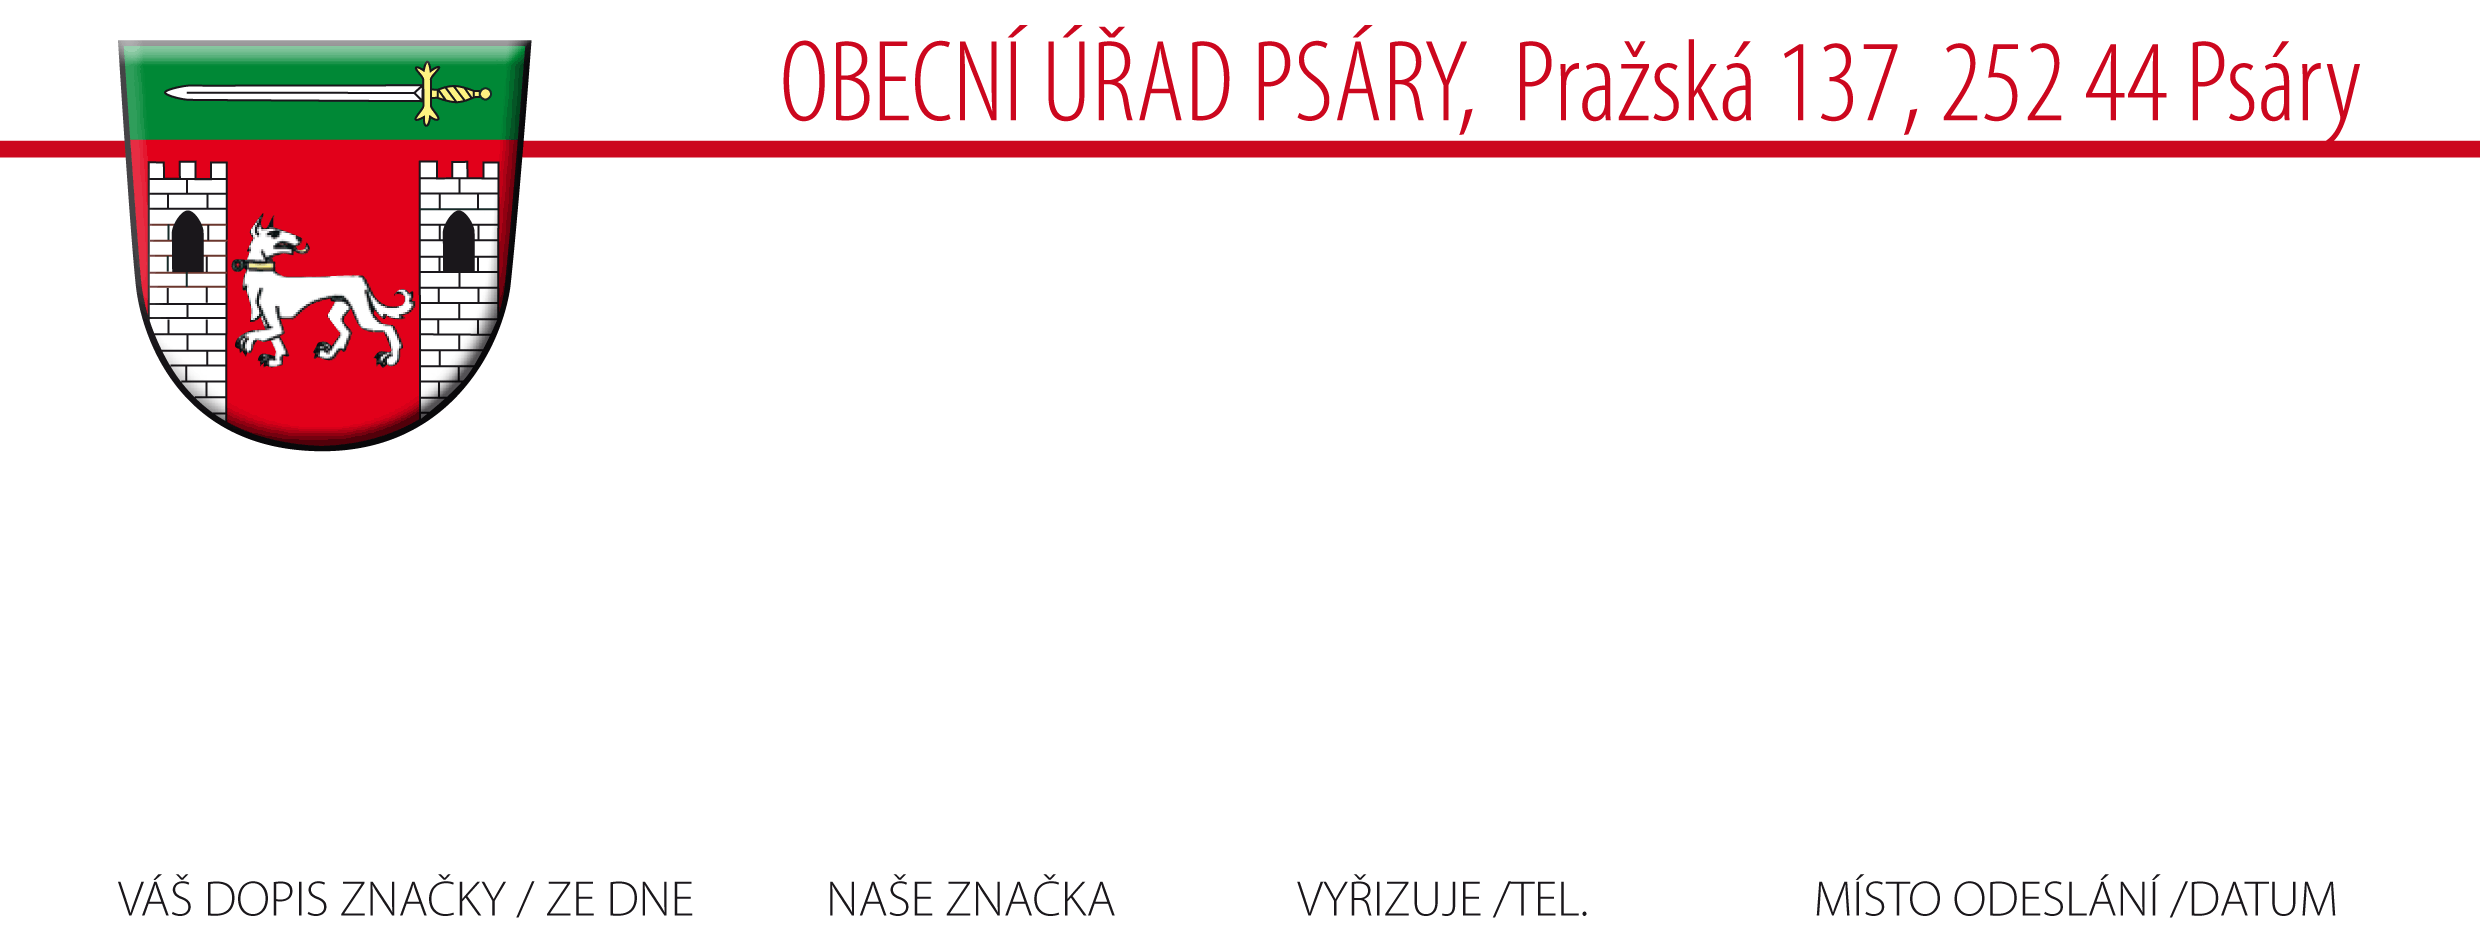 OBECNÍ ÚŘAD PSÁRY, Pražská 137, 252 44 Psáry
VÁŠ DOPIS ZNAČKY / ZE DNE NAŠE ZNAČKA VYŘIZUJE /TEL. MÍSTO ODESLÁNÍ /DATUM